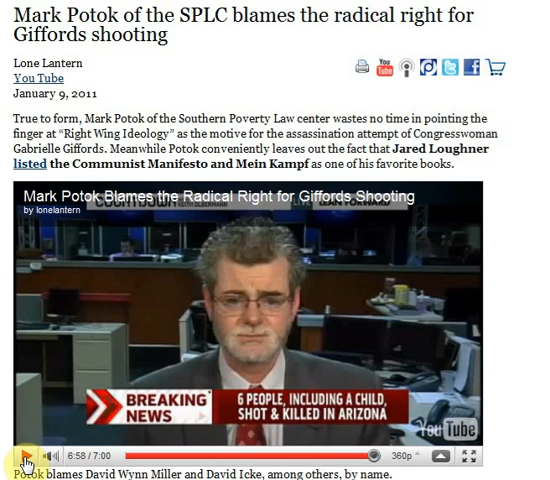 Mark Potok of the SPLC blames the radical right for
Giffords shooting
Lone Lantern
You Tube
January 9, 2011
True to form, Mark Potok of the Southern Poverty Law center wastes no time in pointing the
finger at “Right Wing Ideology” as the motive for the assassination attempt of Congresswoman
Gabrielle Giffords. Meanwhile Potok conveniently leaves out the fact that Jared Loughner
listed the Communist Manifesto and Mein Kampf as one of his favorite books.
Mark Potok Blames the Radical Right for Giffords Shooting
by lonelantern
COUNTDOWN
LEAN FORWARD
BREAKING
NEWS
6 PEOPLE, INCLUDING A CHILD,
SHOT & KILLED IN ARIZONA
You Tube
6:58 / 7:00
360p
Potok blames David Wynn Miller and David Icke, among others, by name.